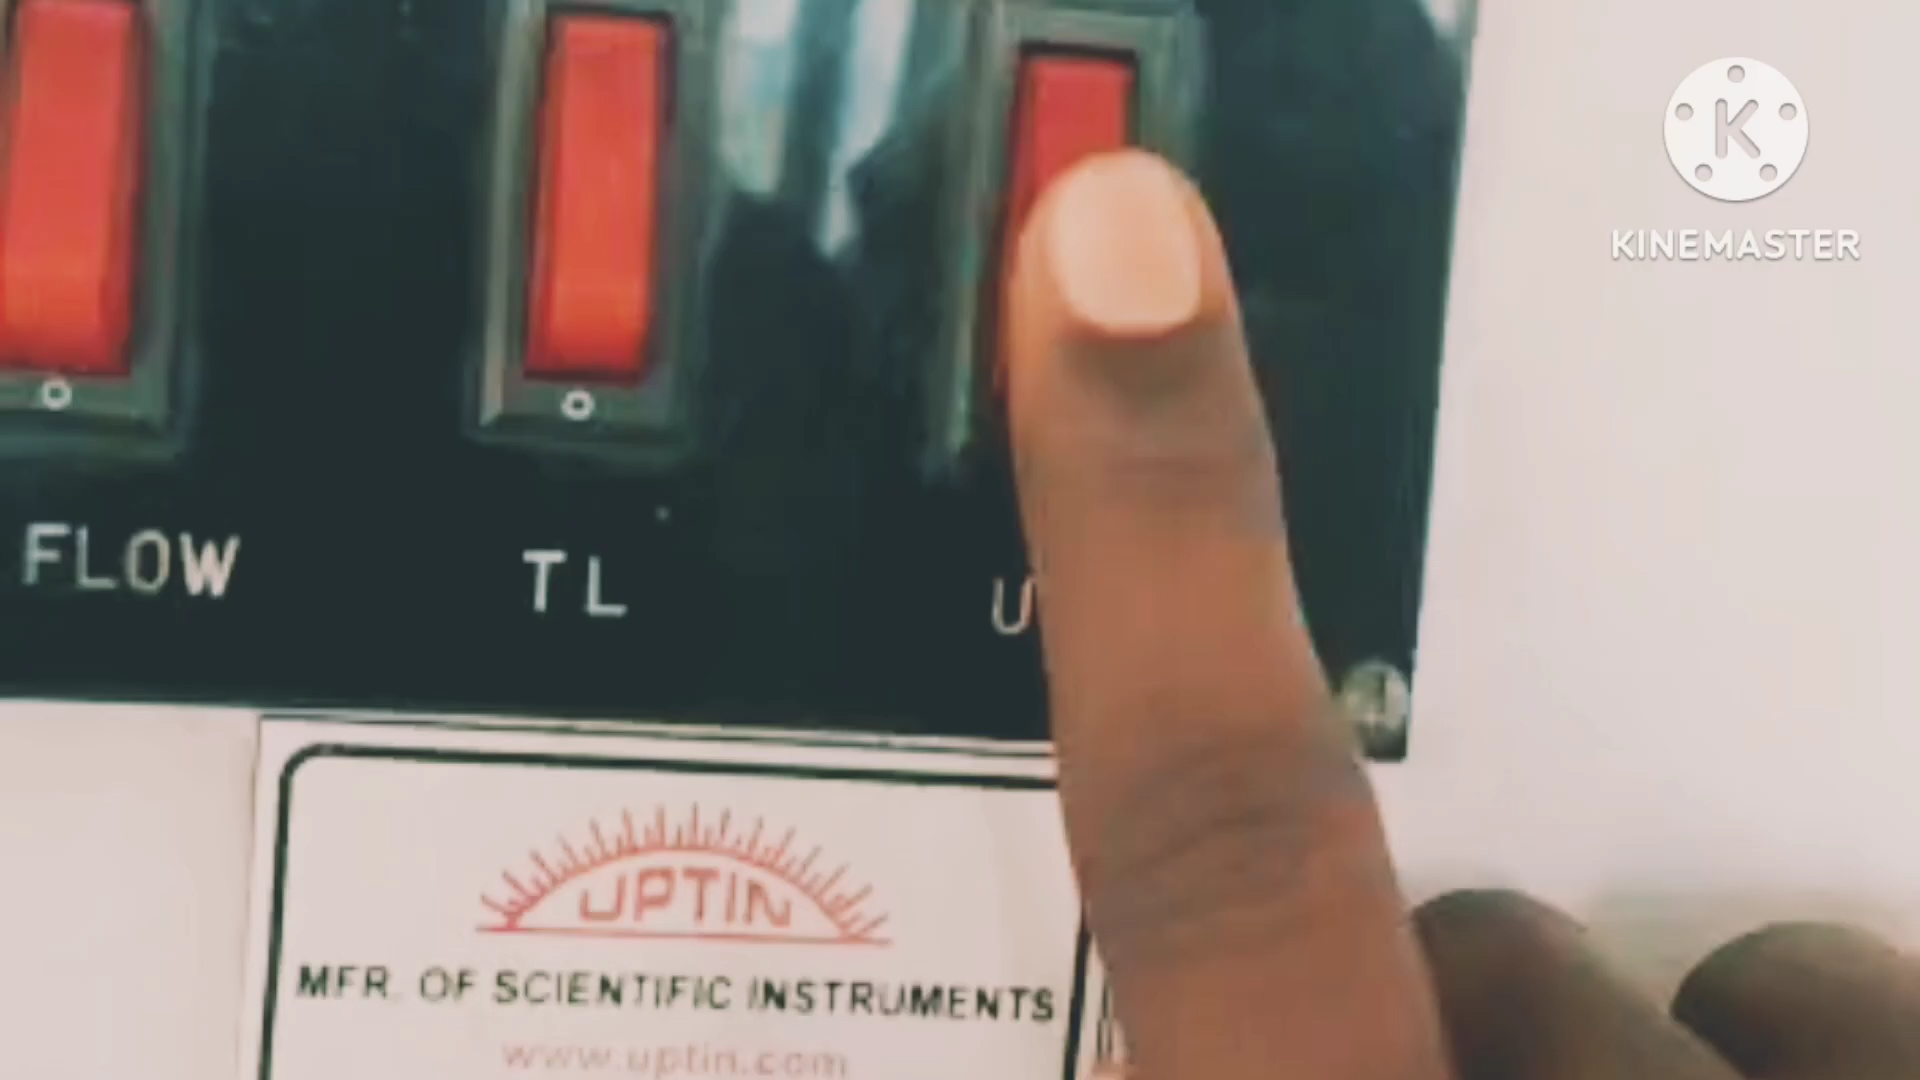 KINEMASTER
FLOW
TL
UPTIN
MFR. OF SCIENTIFIC INSTRUMENTS
www.uptin.com